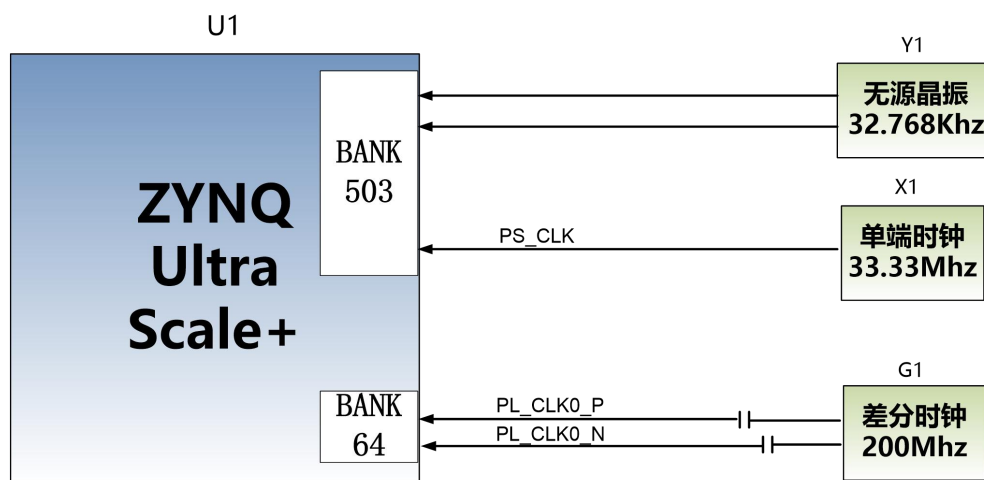 U1
Y1
无源晶振
32.768Khz
BANK
503
X1
ZYNQ
Ultra
Scale+
PS_CLK
单端时钟
33.33Mhz
G1
BANK
64
PL_CLK0_P
PL_CLK0_N
差分时钟
200Mhz